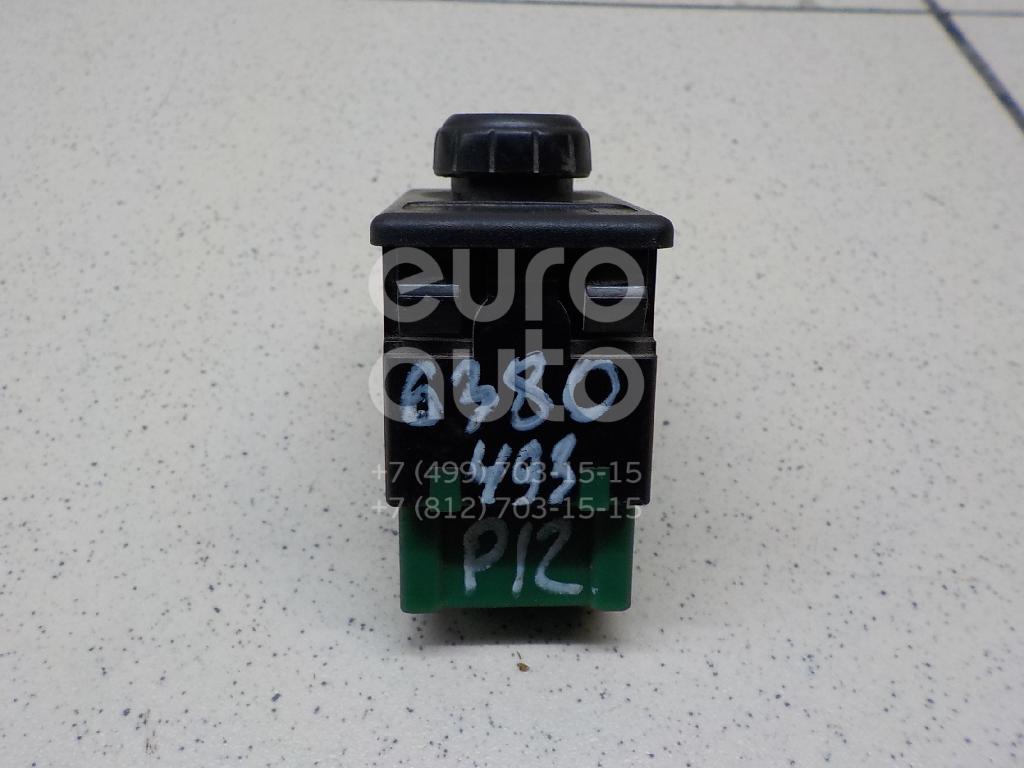 euro
auto
6380
493
+7 (499) 703-15-15
+7 (812) 703-15-15
P12